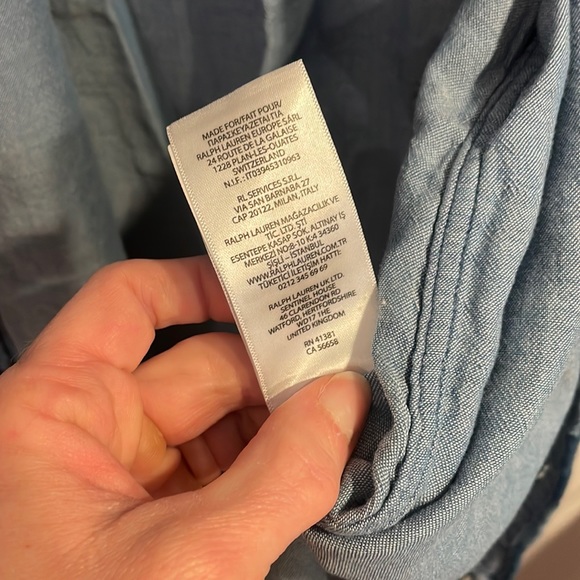 MADE FOR/FAIT POUR/
ΠΑΡΑΣΚΕΥΑΖΕΤΑΙ ΓΙΑ
RALPH LAUREN EUROPE SÀRL
24 ROUTE DE LA GALAISE
1228 PLAN-LES-OUATES
SWITZERLAND
N.I.F.: IT03945310963
RL SERVICES S.R.L.
VIA SAN BARNABA 27
CAP 20122, MILAN, ITALY
RALPH LAUREN MAĞAZACILIK VE
TİC. LTD.ŞTİ
ESENTEPE KASAP SOK. ALTINAY İŞ
MERKEZİ NO:8-10 K:4 34360
ŞİŞLİ - İSTANBUL
WWW.RALPHLAUREN.COM.TR
TÜKETİCİ İLETİŞİM HATTI:
0212 345 69 69
RALPH LAUREN UK LTD.
SENTINEL HOUSE
46 CLARENDON RD
WATFORD, HERTFORDSHIRE
WD17 1HE
UNITED KINGDOM
RN 41381
CA 56658